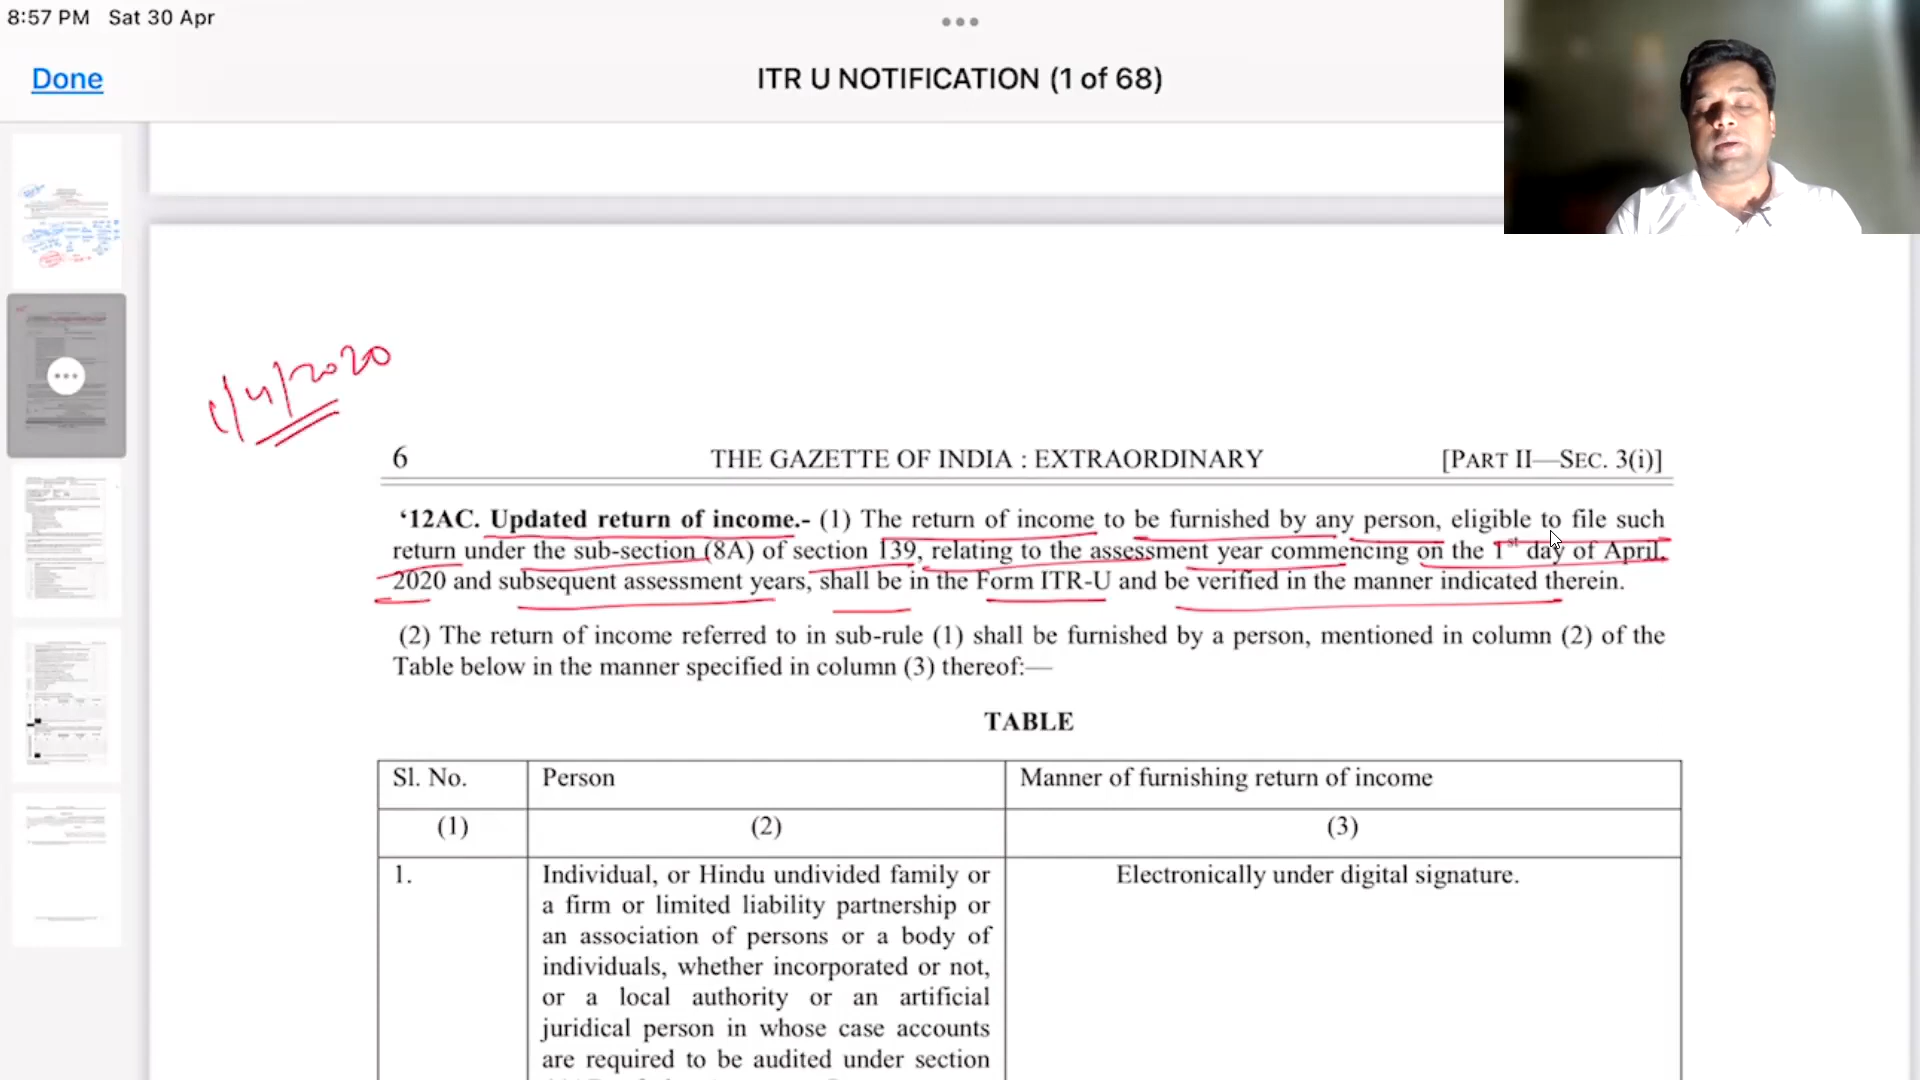 8:57 PM Sat 30 Apr
Done
ITR U NOTIFICATION (1 of 68)
1/4/2020
6 THE GAZETTE OF INDIA : EXTRAORDINARY [PART II—SEC. 3(i)]
‘12AC. Updated return of income.- (1) The return of income to be furnished by any person, eligible to file such
return under the sub-section (8A) of section 139, relating to the assessment year commencing on the 1st day of April,
2020 and subsequent assessment years, shall be in the Form ITR-U and be verified in the manner indicated therein.
(2) The return of income referred to in sub-rule (1) shall be furnished by a person, mentioned in column (2) of the
Table below in the manner specified in column (3) thereof:—
TABLE
Sl. No. Person Manner of furnishing return of income
(1) (2) (3)
1. Individual, or Hindu undivided family or Electronically under digital signature.
a firm or limited liability partnership or
an association of persons or a body of
individuals, whether incorporated or not,
or a local authority or an artificial
juridical person in whose case accounts
are required to be audited under section